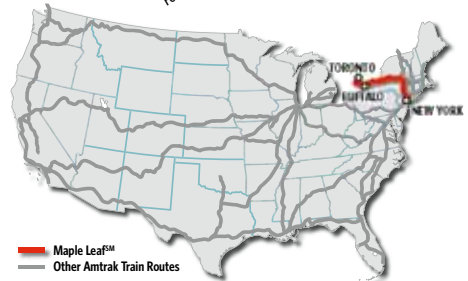 TORONTO
BUFFALO
NEW YORK
Maple Leaf℠
Other Amtrak Train Routes